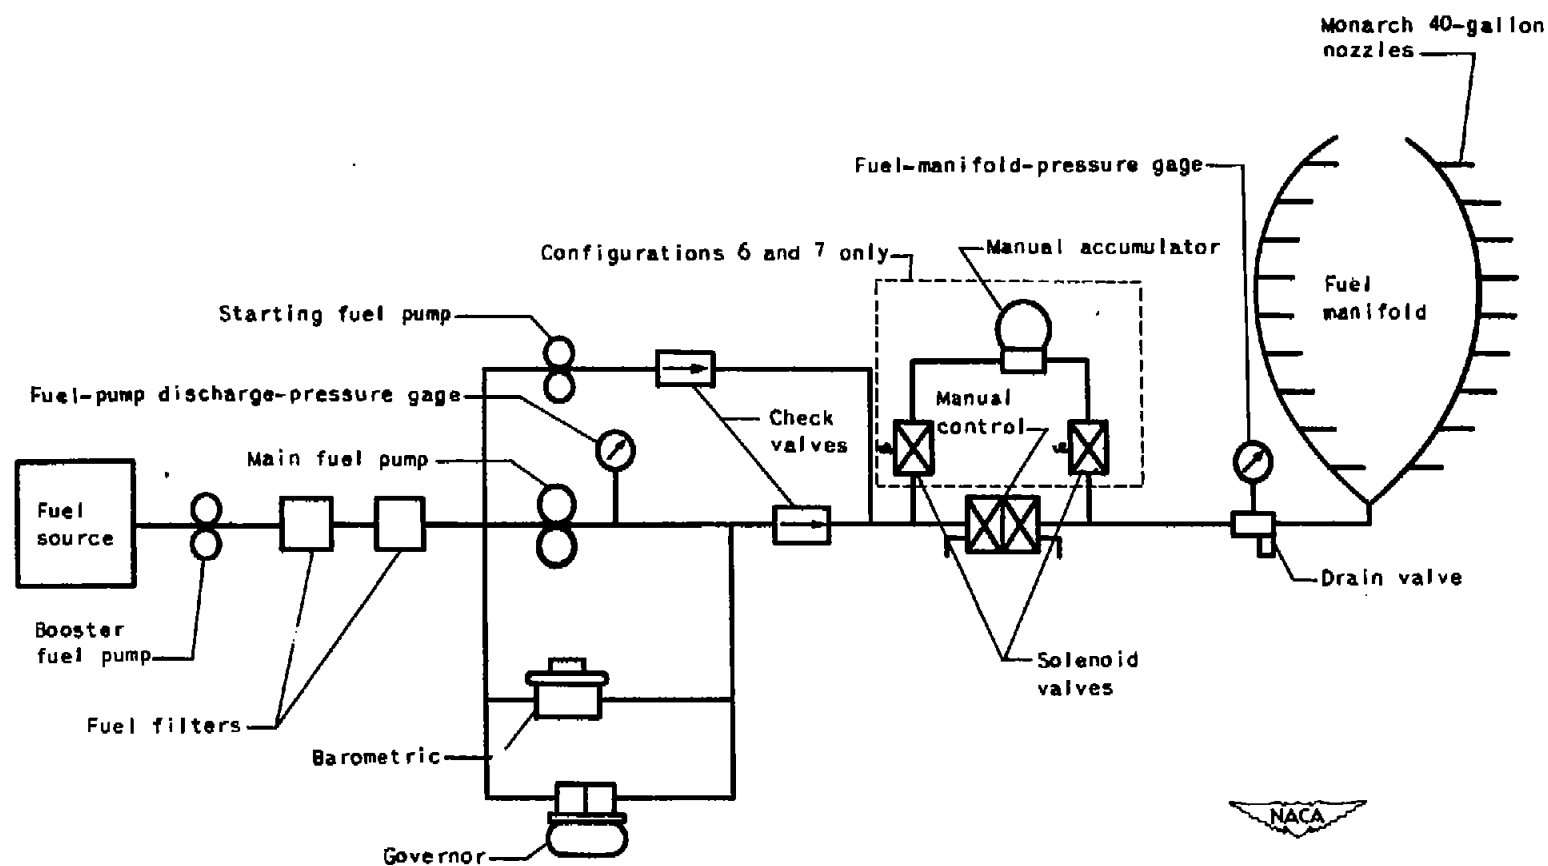 Monarch 40-gallon
nozzles
Fuel-manifold-pressure gage
Configurations 6 and 7 only
Manual accumulator
Fuel
manifold
Starting fuel pump
Fuel-pump discharge-pressure gage
Check
valves
Manual
control
Main fuel pump
Fuel
source
Drain valve
Booster
fuel pump
Solenoid
valves
Fuel filters
Barometric
Governor
NACA